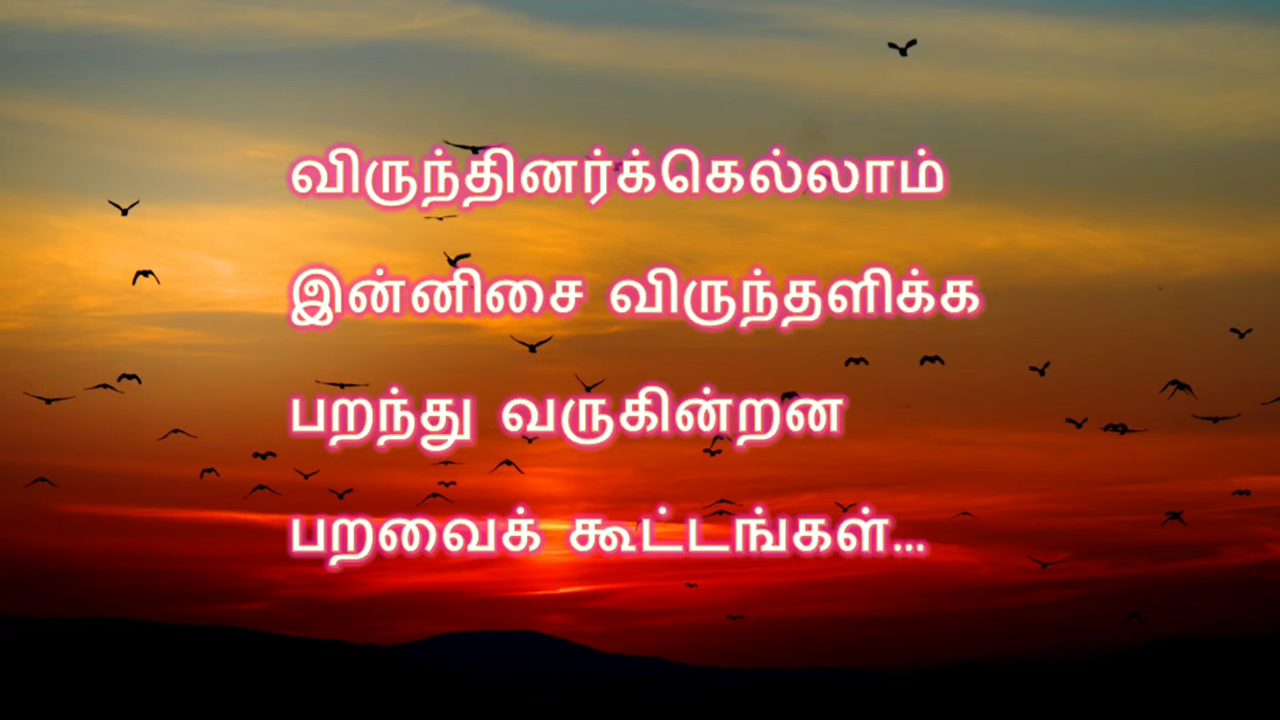 விருந்தினர்க்கெல்லாம்
இன்னிசை விருந்தளிக்க
பறந்து வருகின்றன
பறவைக் கூட்டங்கள்...